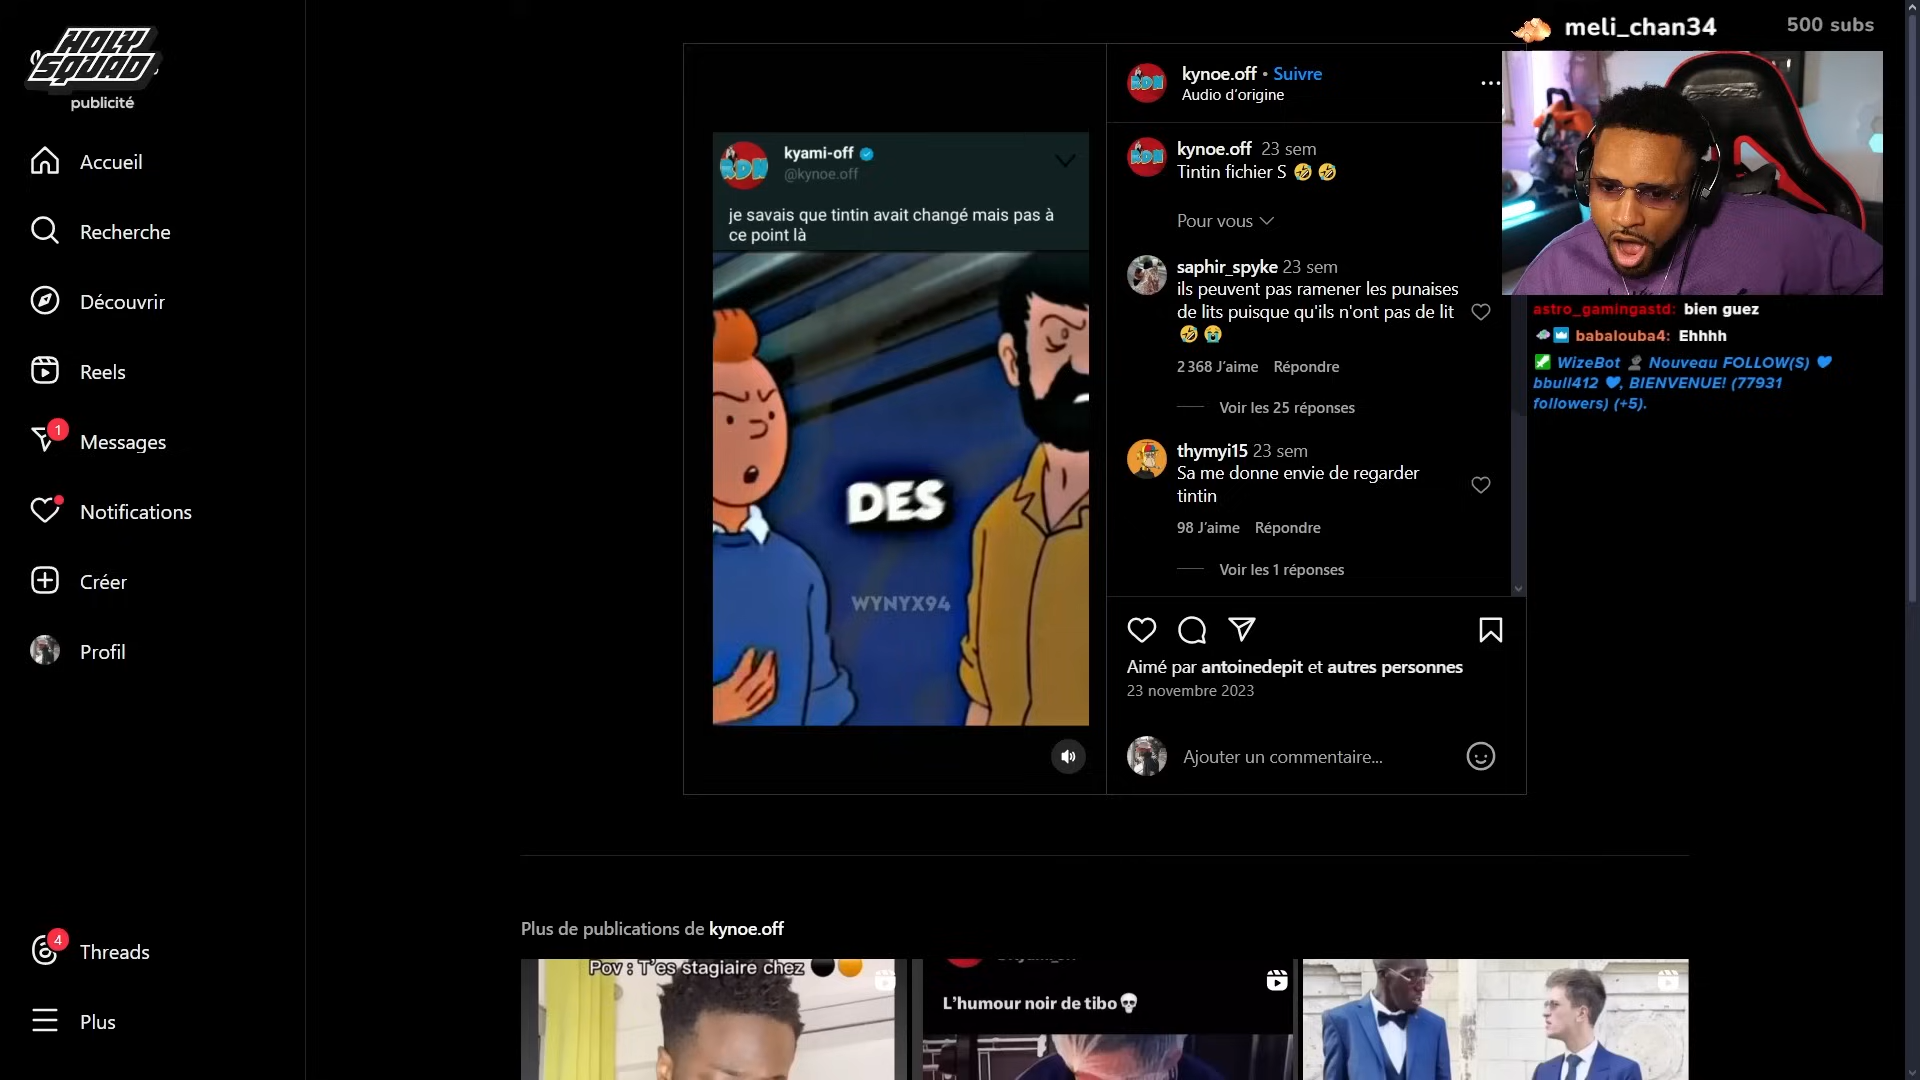 HOLY
SQUAD
publicité
Accueil
Recherche
Découvrir
Reels
1
Messages
Notifications
Créer
Profil
4
Threads
Plus
kyami-off
@kynoe.off
je savais que tintin avait changé mais pas à
ce point là
DES
WYNYX94
kynoe.off • Suivre
Audio d'origine
kynoe.off 23 sem
Tintin fichier S 🤣 🤣
Pour vous
saphir_spyke 23 sem
ils peuvent pas ramener les punaises
de lits puisque qu'ils n'ont pas de lit
🤣 😭
2 368 J'aime Répondre
Voir les 25 réponses
thymyi15 23 sem
Sa me donne envie de regarder
tintin
98 J'aime Répondre
Voir les 1 réponses
Aimé par antoinedepit et autres personnes
23 novembre 2023
Ajouter un commentaire...
meli_chan34 500 subs
astro_gamingastd: bien guez
babalouba4: Ehhhh
WizeBot Nouveau FOLLOW(S) 💙
bbull412 💙, BIENVENUE! (77931
followers) (+5).
Plus de publications de kynoe.off
Pov : T'es stagiaire chez ⚫🟠
L'humour noir de tibo💀